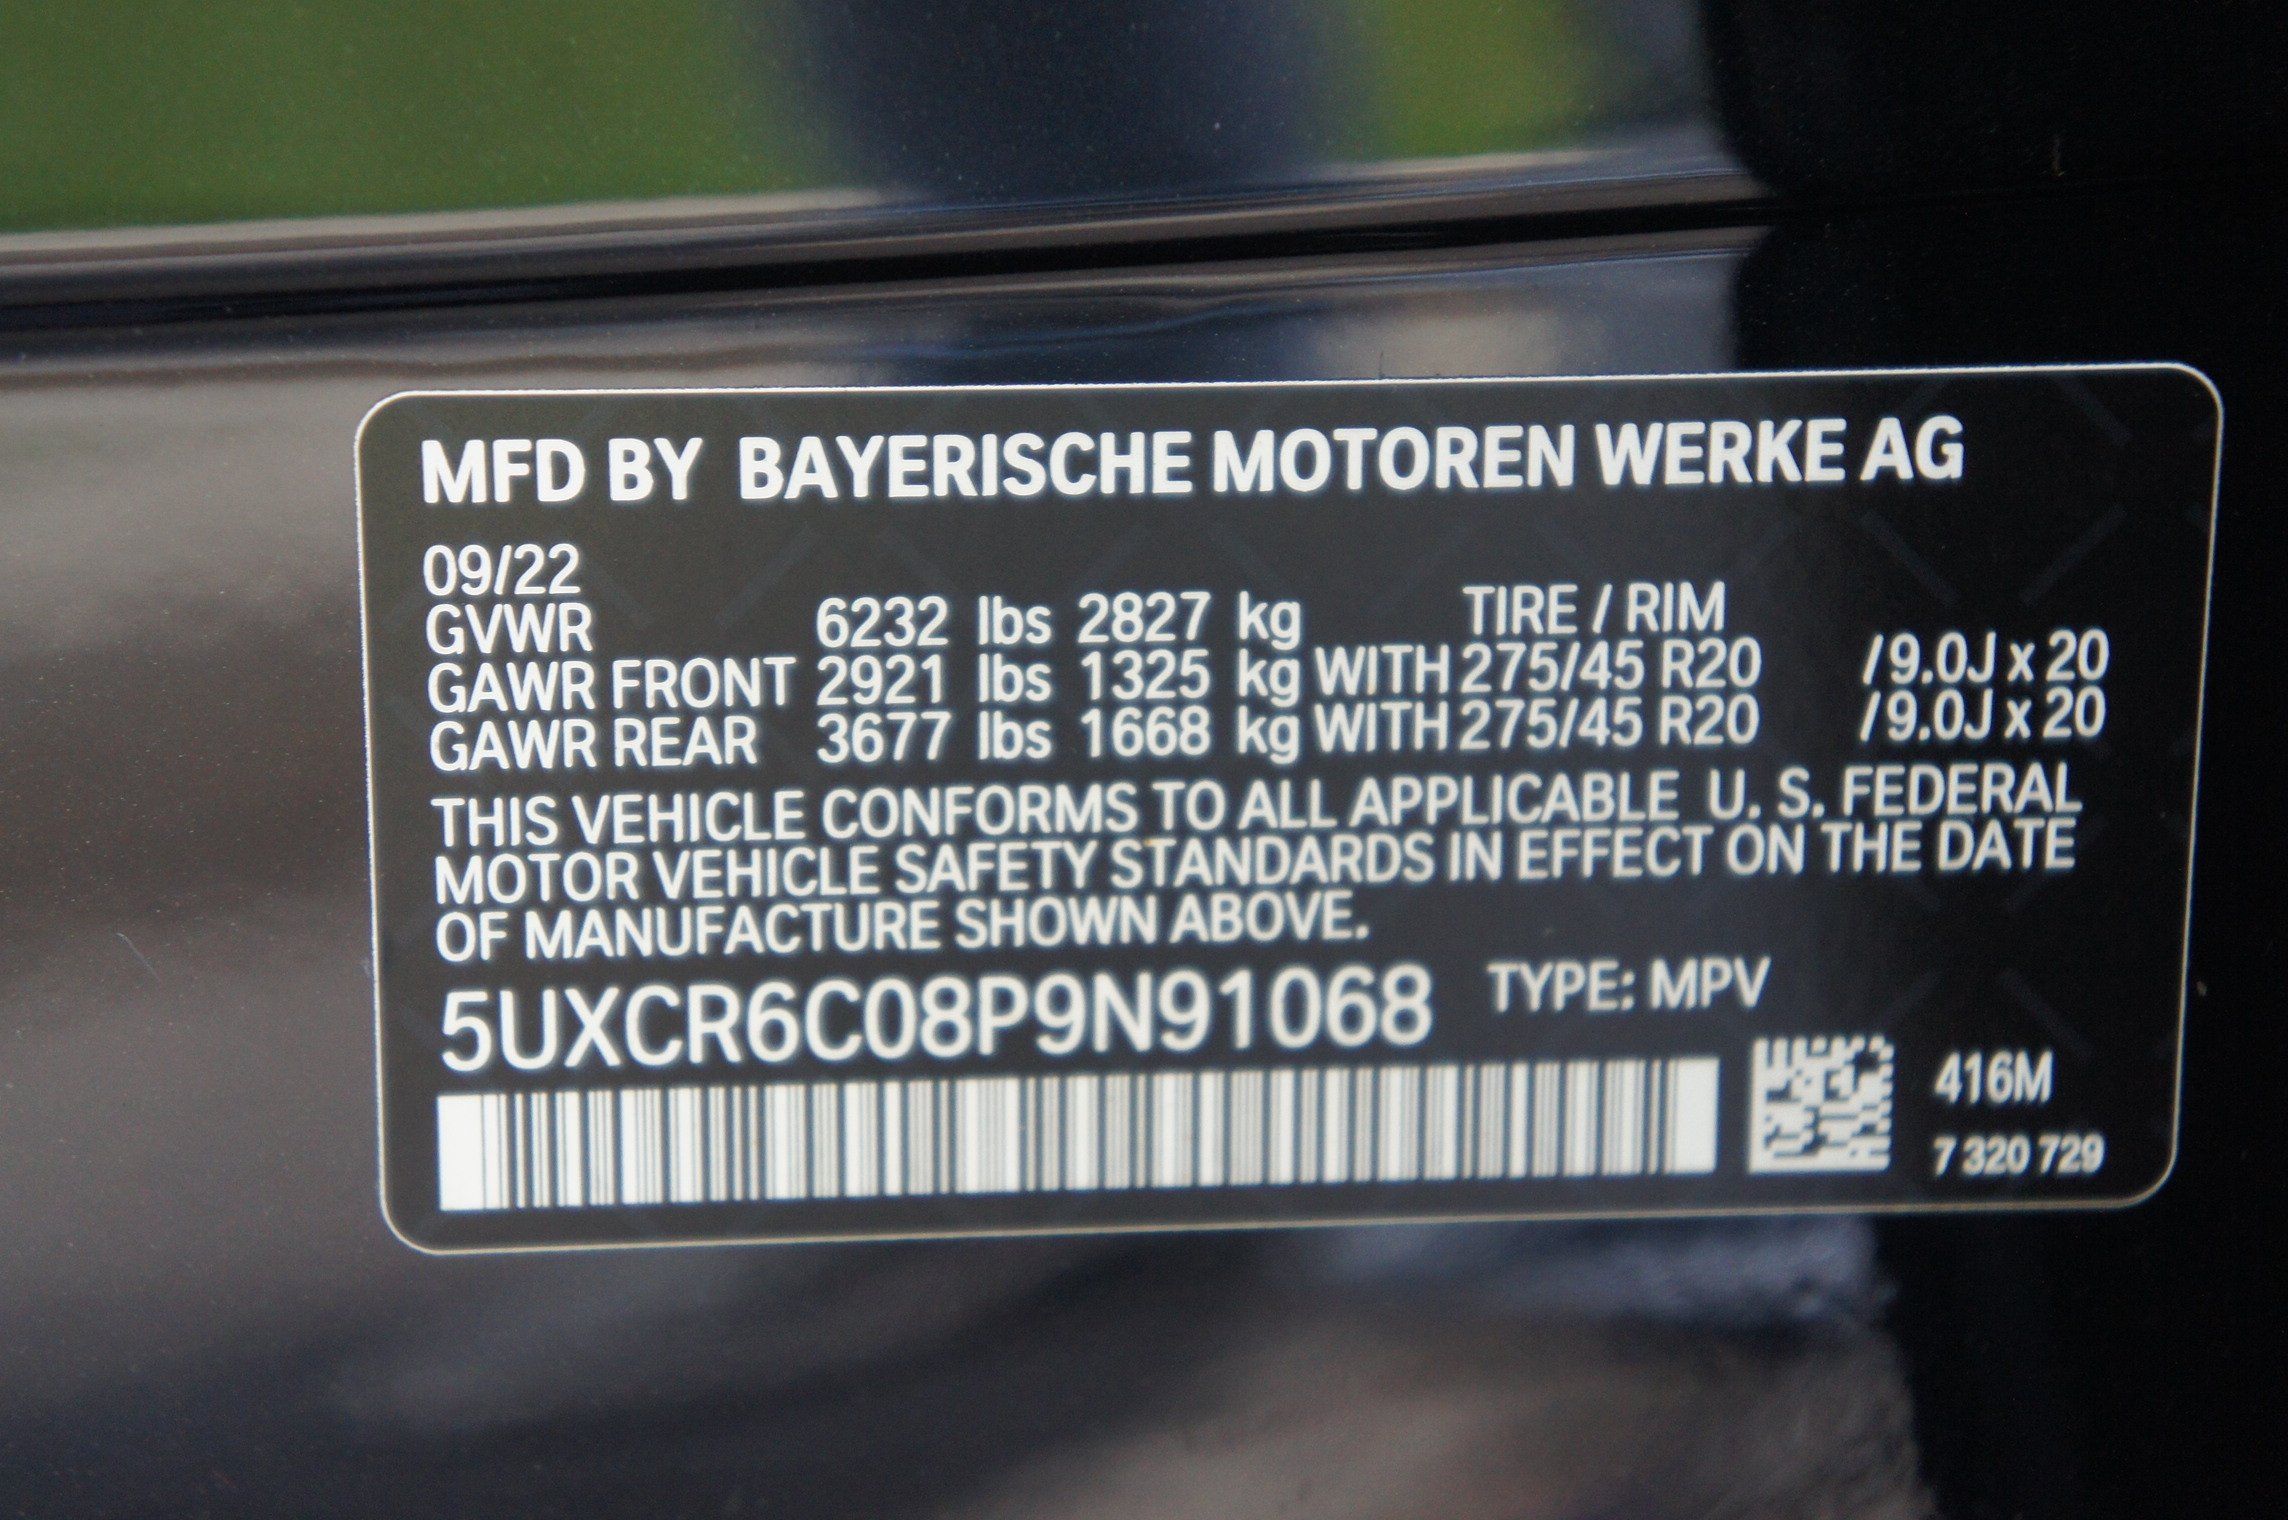 MFD BY BAYERISCHE MOTOREN WERKE AG
09/22
GVWR 6232 lbs 2827 kg TIRE / RIM
GAWR FRONT 2921 lbs 1325 kg WITH 275/45 R20 / 9.0J x 20
GAWR REAR 3677 lbs 1668 kg WITH 275/45 R20 / 9.0J x 20
THIS VEHICLE CONFORMS TO ALL APPLICABLE U. S. FEDERAL
MOTOR VEHICLE SAFETY STANDARDS IN EFFECT ON THE DATE
OF MANUFACTURE SHOWN ABOVE.
5UXCR6C08P9N91068 TYPE: MPV
416M
7 320 729